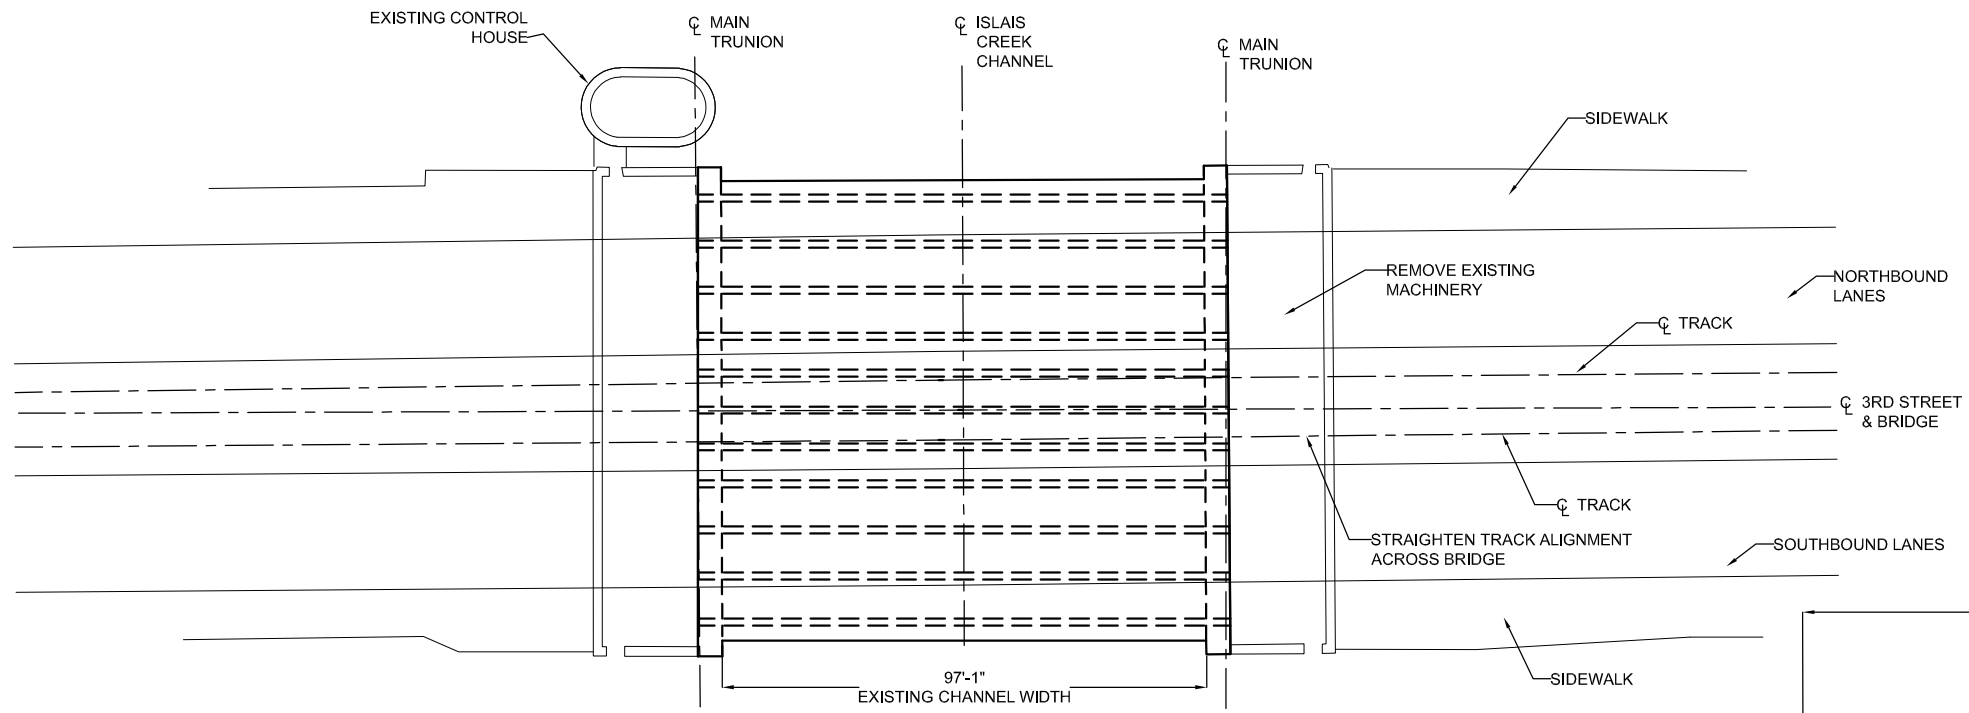 EXISTING CONTROL
HOUSE
℄ MAIN
TRUNION
℄ ISLAIS
CREEK
CHANNEL
℄ MAIN
TRUNION
SIDEWALK
REMOVE EXISTING
MACHINERY
NORTHBOUND
LANES
℄ TRACK
℄ 3RD STREET
& BRIDGE
℄ TRACK
STRAIGHTEN TRACK ALIGNMENT
ACROSS BRIDGE
SOUTHBOUND LANES
SIDEWALK
97'-1"
EXISTING CHANNEL WIDTH